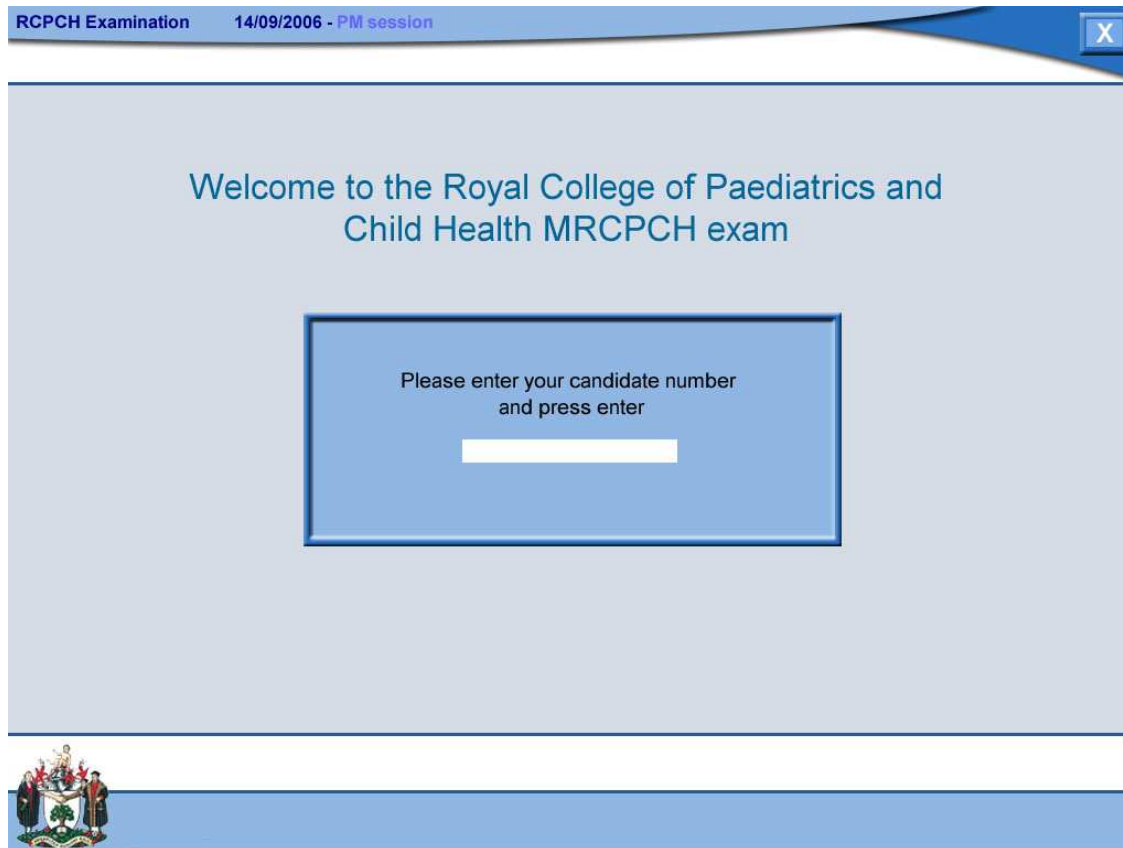 RCPCH Examination 14/09/2006 - PM session
X
Welcome to the Royal College of Paediatrics and
Child Health MRCPCH exam
Please enter your candidate number
and press enter